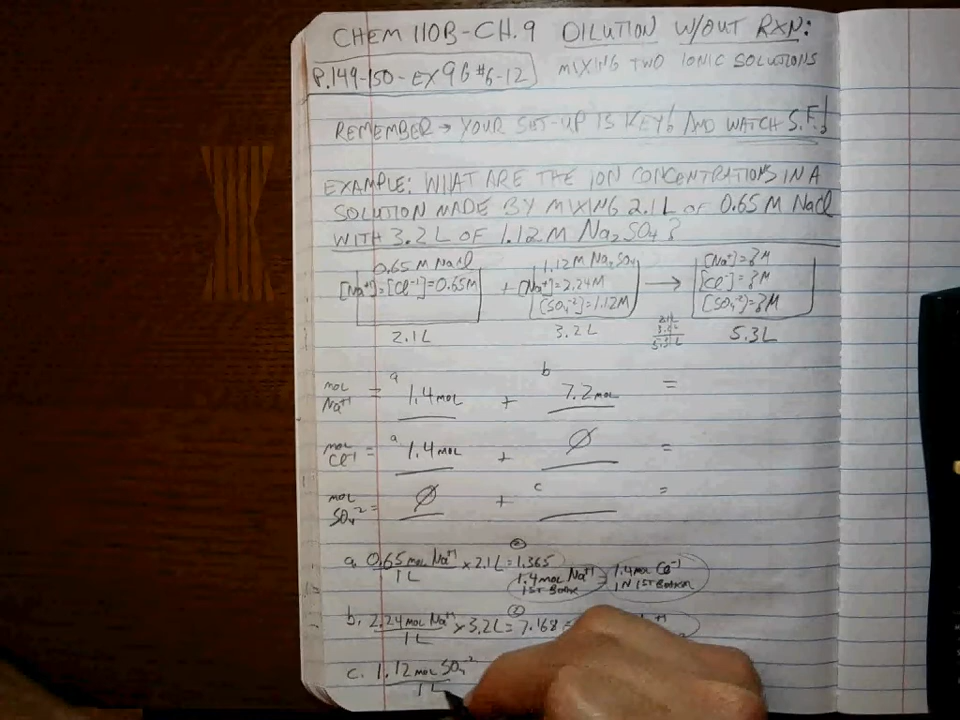 CHEM 110B-CH.9 DILUTION W/OUT RXN:
P.149-150-EX 9G #6-12 MIXING TWO IONIC SOLUTIONS
REMEMBER → YOUR SET-UP IS KEY! AND WATCH S.F.!
EXAMPLE: WHAT ARE THE ION CONCENTRATIONS IN A
SOLUTION MADE BY MIXING 2.1 L OF 0.65 M NaCl
WITH 3.2 L OF 1.12 M Na₂SO₄?
0.65 M NaCl 1.12 M Na₂SO₄ [Na⁺¹]=?M
[Na⁺¹]=[Cl⁻¹]=0.65M + [Na⁺¹]=2.24M → [Cl⁻¹]=?M
[SO₄⁻²]=1.12M [SO₄⁻²]=?M
2.1 L 3.2 L 2.1L 3.2L 5.3L 5.3L
mol Na⁺¹ = a 1.4 mol + b 7.2 mol =
mol Cl⁻¹ = a 1.4 mol + Ø =
mol SO₄⁻² = Ø + c =
a. 0.65 mol Na⁺¹ × 2.1 L = 1.365
1 L 1.4 mol Na⁺¹ = 1.4 mol Cl⁻¹
1ST IN 1ST
b. 2.24 mol Na⁺¹ × 3.2 L = 7.168 =
1 L
c. 1.12 mol SO₄⁻²
1 L